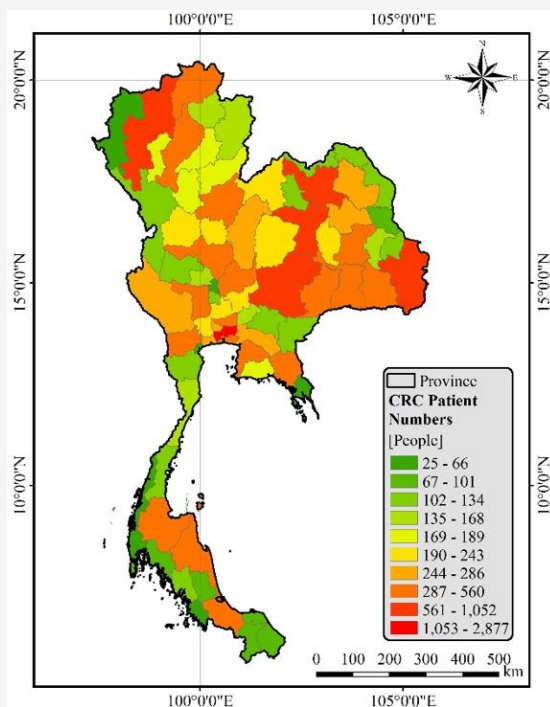 100°0'0"E 105°0'0"E
N
W E
S
20°0'0"N 20°0'0"N
15°0'0"N 15°0'0"N
10°0'0"N 10°0'0"N
Province
CRC Patient
Numbers
[People]
25 - 66
67 - 101
102 - 134
135 - 168
169 - 189
190 - 243
244 - 286
287 - 560
561 - 1,052
1,053 - 2,877
0 100 200 300 400 500
km
100°0'0"E 105°0'0"E